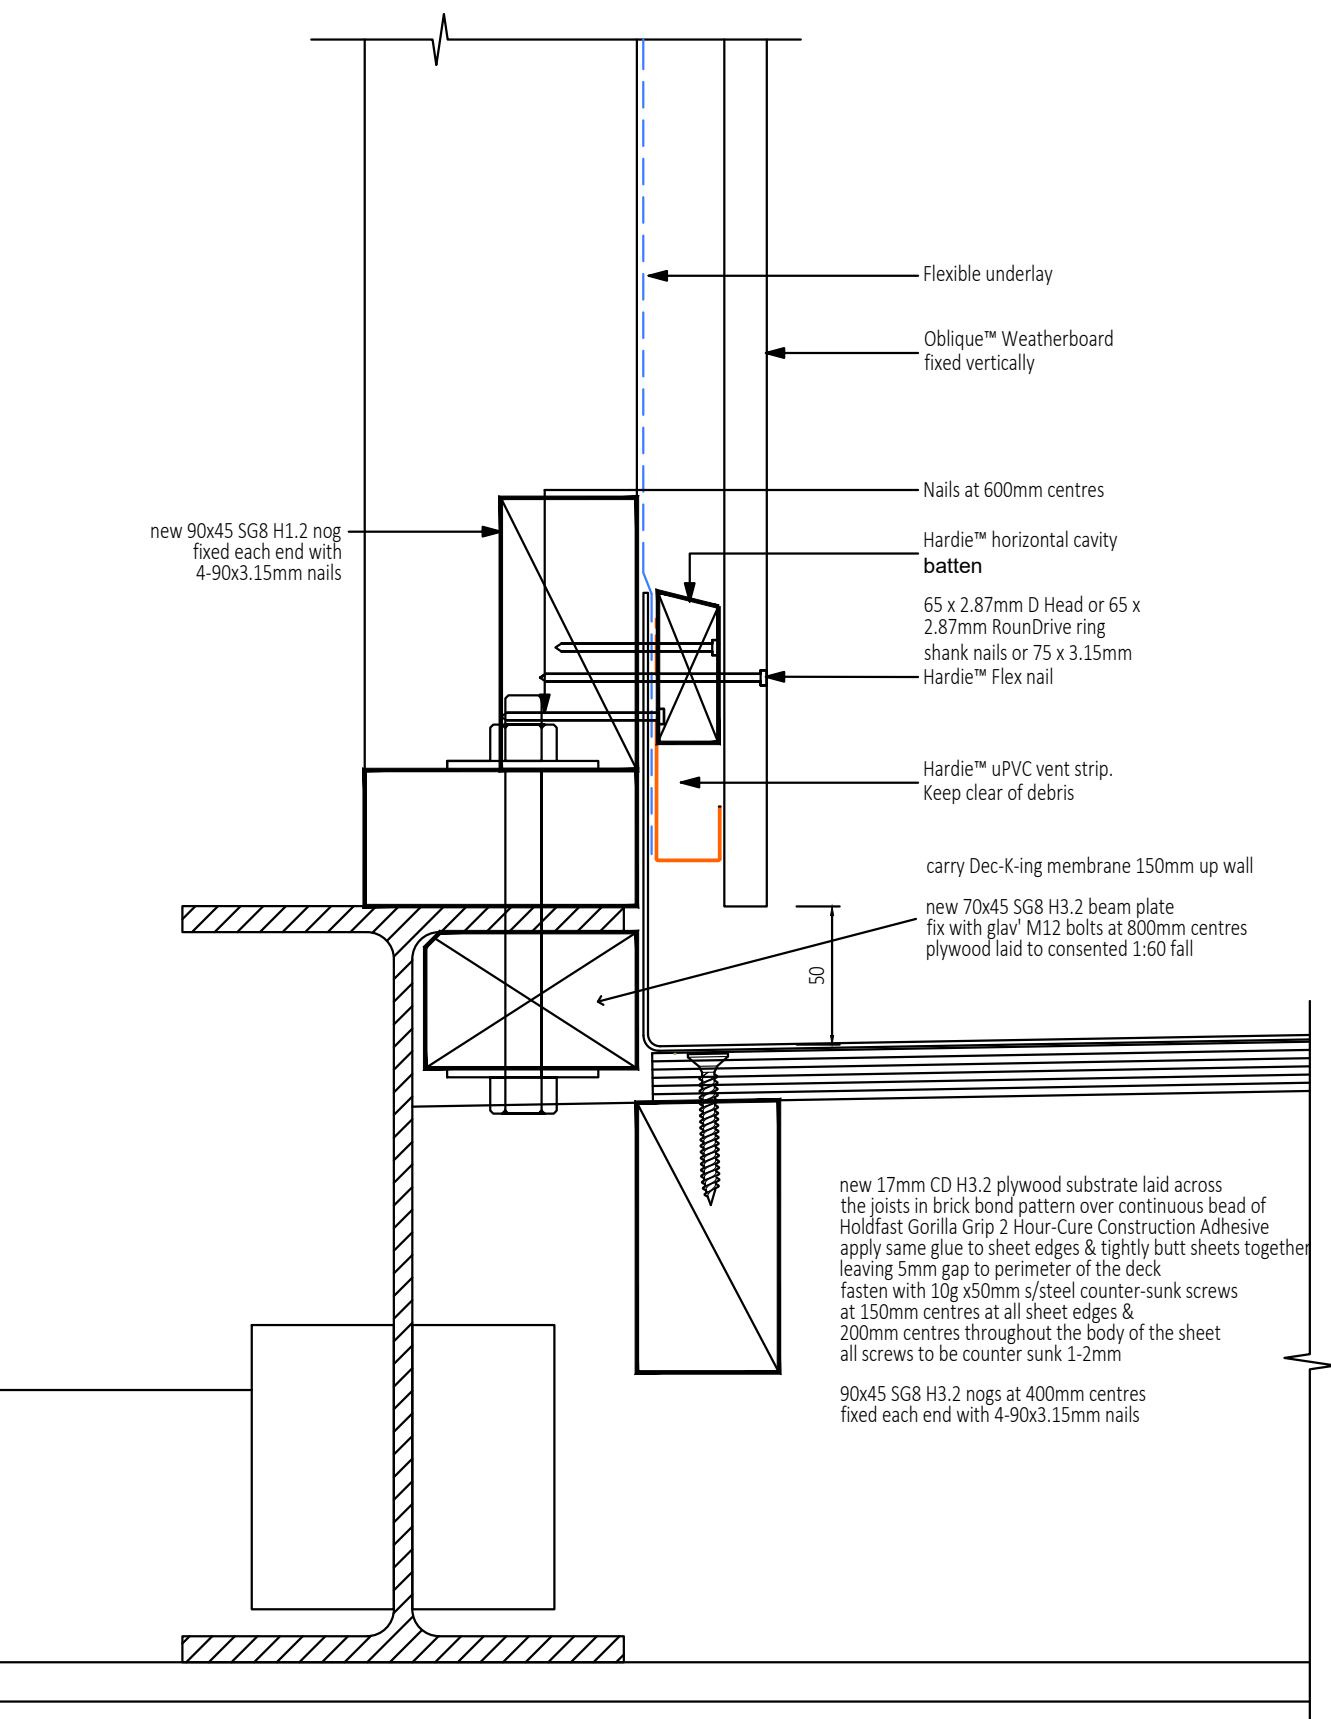 Flexible underlay
Oblique™ Weatherboard
fixed vertically
Nails at 600mm centres
new 90x45 SG8 H1.2 nog
fixed each end with
4-90x3.15mm nails
Hardie™ horizontal cavity
batten
65 x 2.87mm D Head or 65 x
2.87mm RounDrive ring
shank nails or 75 x 3.15mm
Hardie™ Flex nail
Hardie™ uPVC vent strip.
Keep clear of debris
carry Dec-K-ing membrane 150mm up wall
new 70x45 SG8 H3.2 beam plate
fix with glav' M12 bolts at 800mm centres
plywood laid to consented 1:60 fall
50
new 17mm CD H3.2 plywood substrate laid across
the joists in brick bond pattern over continuous bead of
Holdfast Gorilla Grip 2 Hour-Cure Construction Adhesive
apply same glue to sheet edges & tightly butt sheets together
leaving 5mm gap to perimeter of the deck
fasten with 10g x50mm s/steel counter-sunk screws
at 150mm centres at all sheet edges &
200mm centres throughout the body of the sheet
all screws to be counter sunk 1-2mm
90x45 SG8 H3.2 nogs at 400mm centres
fixed each end with 4-90x3.15mm nails